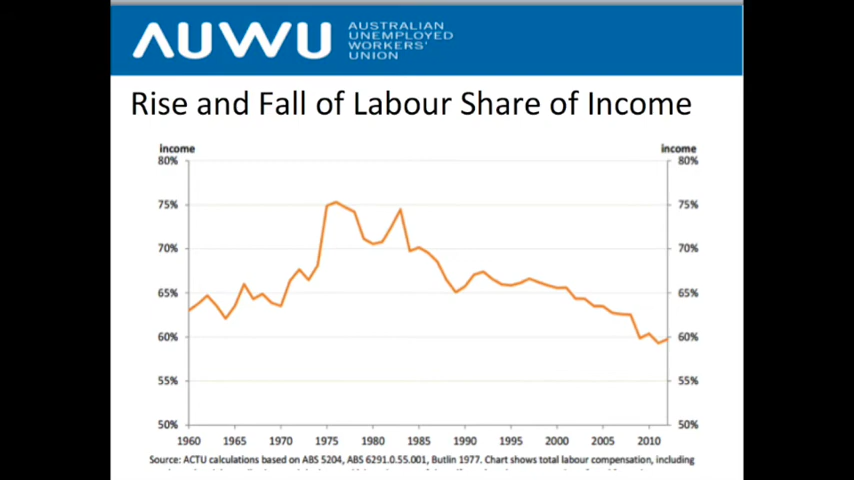 AUWU
AUSTRALIAN
UNEMPLOYED
WORKERS'
UNION
Rise and Fall of Labour Share of Income
income income
80% 80%
75% 75%
70% 70%
65% 65%
60% 60%
55% 55%
50% 50%
1960 1965 1970 1975 1980 1985 1990 1995 2000 2005 2010
Source: ACTU calculations based on ABS 5204, ABS 6291.0.55.001, Butlin 1977. Chart shows total labour compensation, including